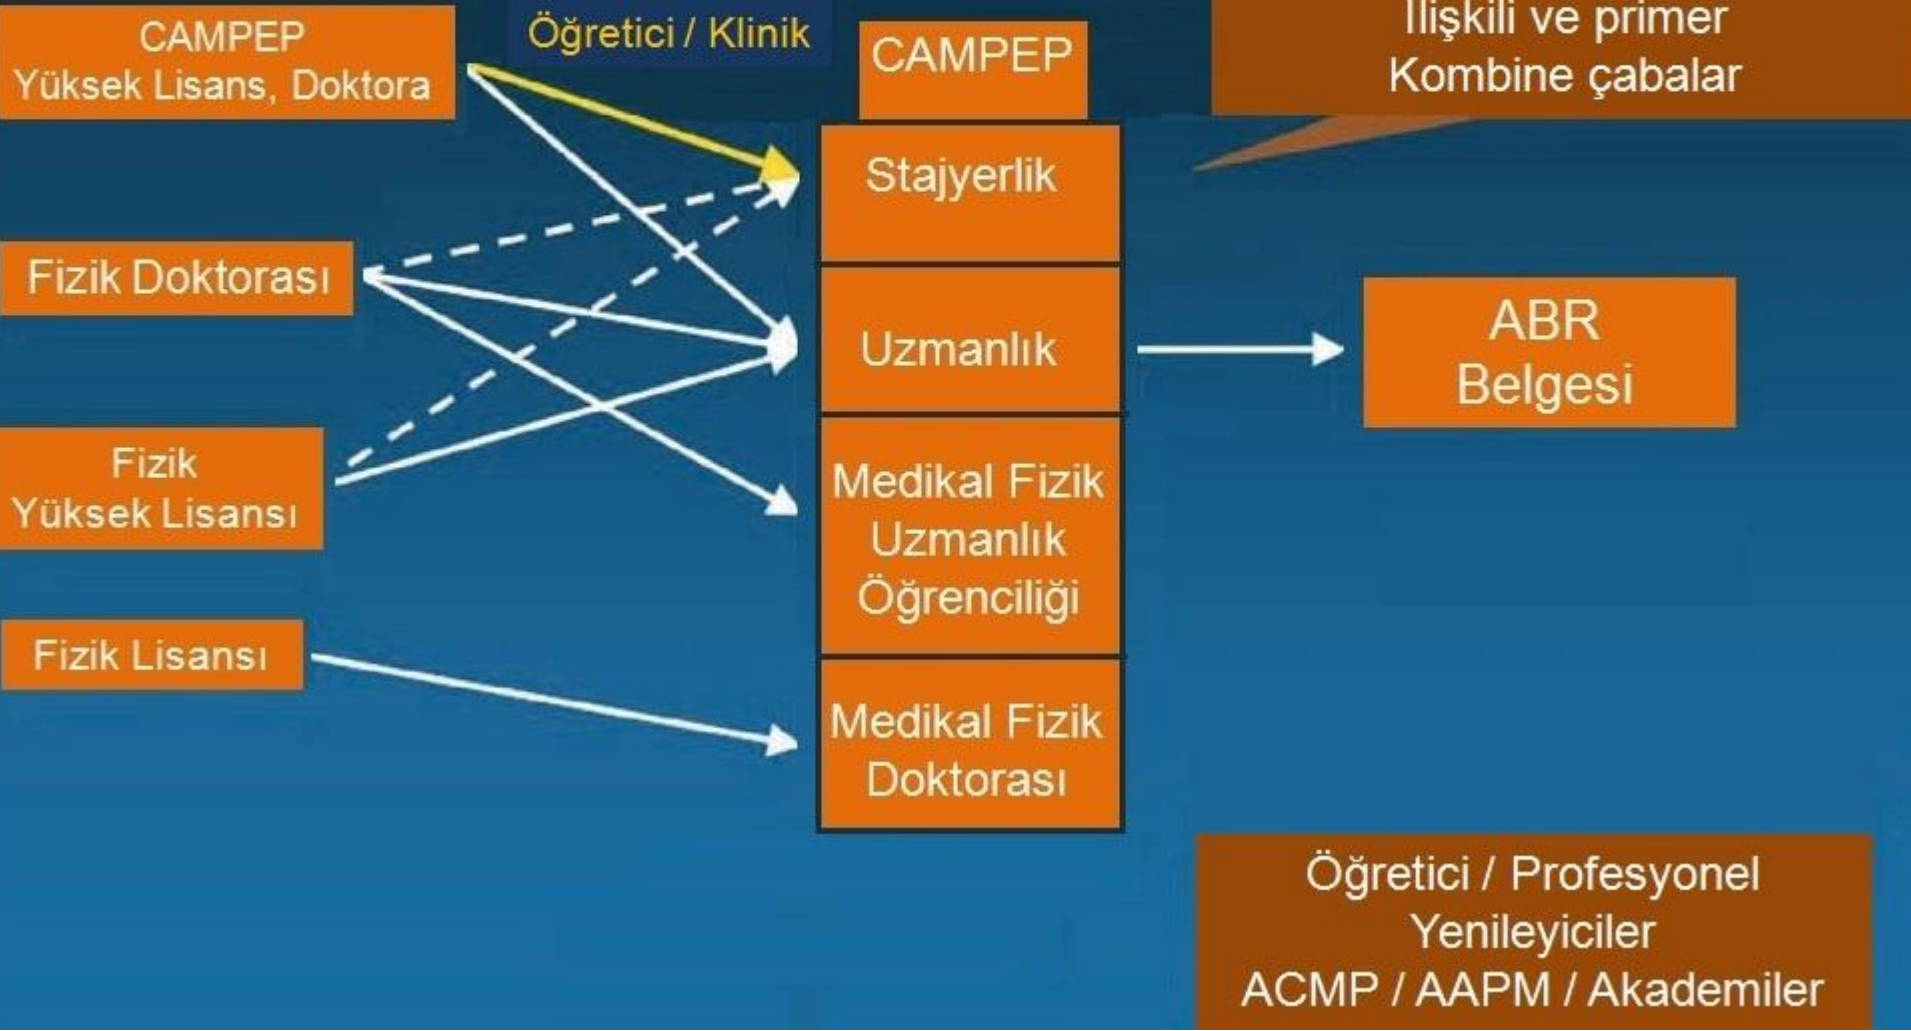 CAMPEP
Yüksek Lisans, Doktora
Öğretici / Klinik
CAMPEP
İlişkili ve primer
Kombine çabalar
Stajyerlik
Fizik Doktorası
Uzmanlık
ABR
Belgesi
Fizik
Yüksek Lisansı
Medikal Fizik
Uzmanlık
Öğrenciliği
Fizik Lisansı
Medikal Fizik
Doktorası
Öğretici / Profesyonel
Yenileyiciler
ACMP / AAPM / Akademiler